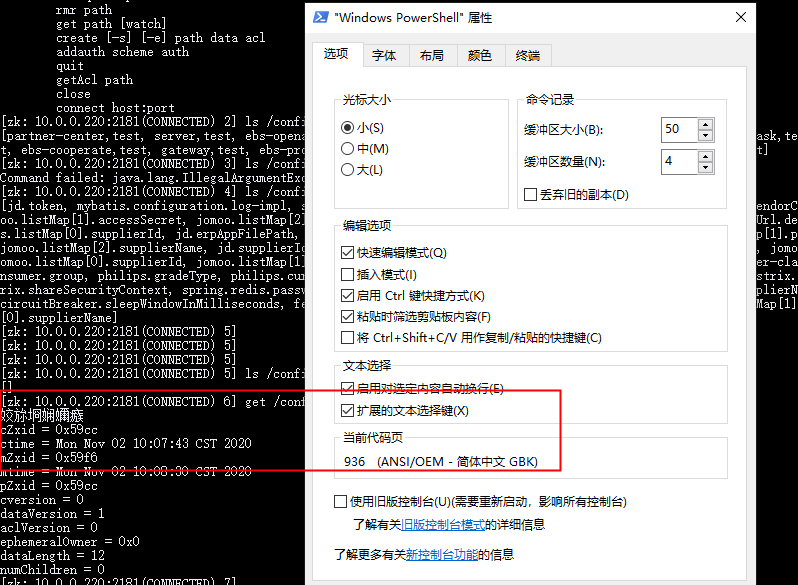 rmr path
get path [watch]
create [-s] [-e] path data acl
addauth scheme auth
quit
getAcl path
close
connect host:port
[zk: 10.0.0.220:2181(CONNECTED) 2] ls /config
[partner-center,test, server,test, ebs-opena
ask,test
t, ebs-cooperate,test, gateway,test, ebs-pro
t]
[zk: 10.0.0.220:2181(CONNECTED) 3] ls /config
Command failed: java.lang.IllegalArgumentExc
[zk: 10.0.0.220:2181(CONNECTED) 4] ls /config
[jd.token, mybatis.configuration.log-impl, s
endorC
omoo.listMap[1].accessSecret, jomoo.listMap[2]
Url.de
s.listMap[0].supplierId, jd.erpAppFilePath,
p[1].p
jomoo.listMap[2].supplierName, jd.supplierId
, jomo
omoo.listMap[0].supplierId, jomoo.listMap[1]
er-cla
nsumer.group, philips.gradeType, philips.cur
strix.
rix.shareSecurityContext, spring.redis.passw
plierN
circuitBreaker.sleepWindowInMilliseconds, fe
Map[1]
[0].supplierName]
[zk: 10.0.0.220:2181(CONNECTED) 5]
[zk: 10.0.0.220:2181(CONNECTED) 5]
[zk: 10.0.0.220:2181(CONNECTED) 5]
[zk: 10.0.0.220:2181(CONNECTED) 5] ls /config
[]
[zk: 10.0.0.220:2181(CONNECTED) 6] get /conf
cZxid = 0x59cc
ctime = Mon Nov 02 10:07:43 CST 2020
mZxid = 0x59f6
mtime = Mon Nov 02 10:08:30 CST 2020
pZxid = 0x59cc
cversion = 0
dataVersion = 1
aclVersion = 0
ephemeralOwner = 0x0
dataLength = 12
numChildren = 0
[zk: 10.0.0.220:2181(CONNECTED) 7]
"Windows PowerShell" 属性
选项 字体 布局 颜色 终端
光标大小
小(S)
中(M)
大(L)
命令记录
缓冲区大小(B): 50
缓冲区数量(N): 4
丢弃旧的副本(D)
编辑选项
快速编辑模式(Q)
插入模式(I)
启用 Ctrl 键快捷方式(K)
粘贴时筛选剪贴板内容(F)
将 Ctrl+Shift+C/V 用作复制/粘贴的快捷键(C)
文本选择
启用对选定内容自动换行(E)
扩展的文本选择键(X)
当前代码页
936 (ANSI/OEM - 简体中文 GBK)
使用旧版控制台(U)(需要重新启动，影响所有控制台)
了解有关旧版控制台模式的详细信息
了解更多有关新控制台功能的信息